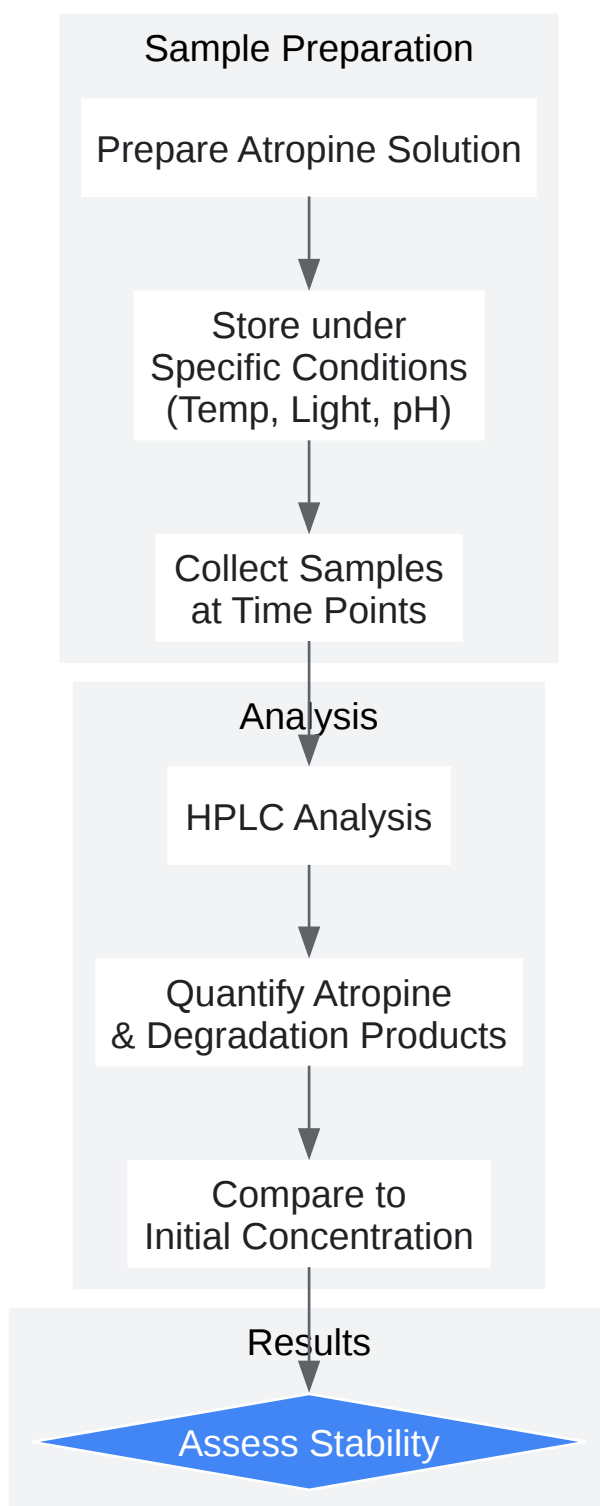 Sample Preparation
Prepare Atropine Solution
Store under
Specific Conditions
(Temp, Light, pH)
Collect Samples
at Time Points
Analysis
HPLC Analysis
Quantify Atropine
& Degradation Products
Compare to
Initial Concentration
Results
Assess Stability